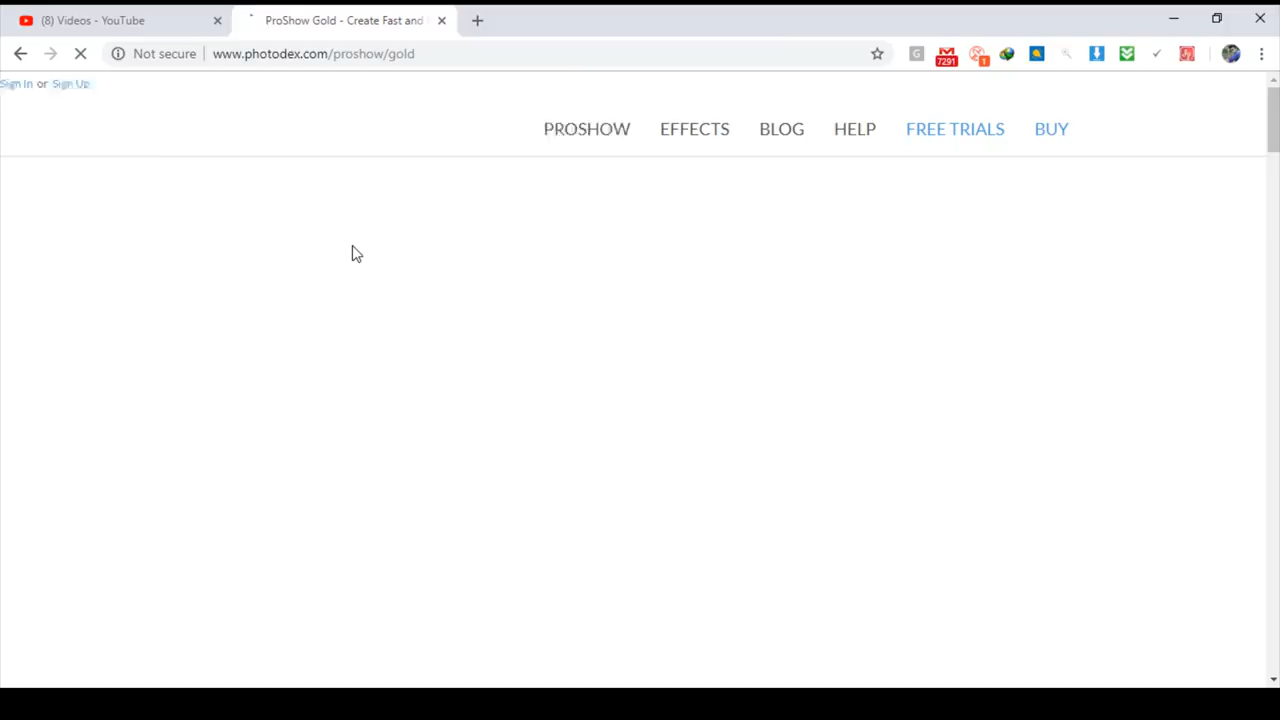 (8) Videos - YouTube
ProShow Gold - Create Fast and
Not secure
www.photodex.com/proshow/gold
G
7291
1
Sign In or Sign Up
PROSHOW
EFFECTS
BLOG
HELP
FREE TRIALS
BUY